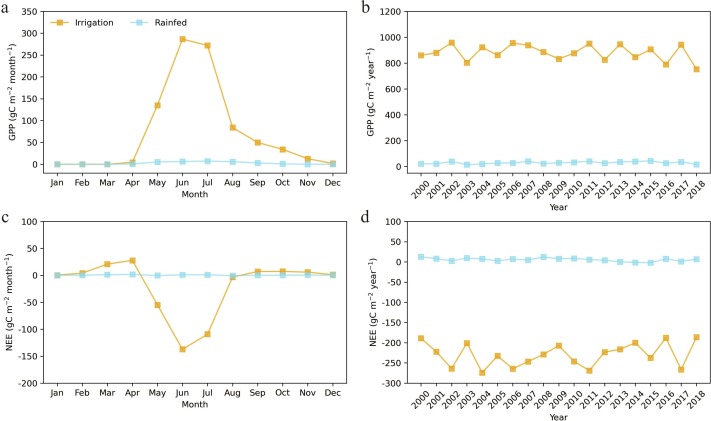 a
Irrigation Rainfed
350
300
250
200
150
100
50
0
GPP (gC m⁻² month⁻¹)
Jan Feb Mar Apr May Jun Jul Aug Sep Oct Nov Dec
Month
b
1200
1000
800
600
400
200
0
GPP (gC m⁻² year⁻¹)
2000 2001 2002 2003 2004 2005 2006 2007 2008 2009 2010 2011 2012 2013 2014 2015 2016 2017 2018
Year
c
100
50
0
-50
-100
-150
-200
NEE (gC m⁻² month⁻¹)
Jan Feb Mar Apr May Jun Jul Aug Sep Oct Nov Dec
Month
d
100
50
0
-50
-100
-150
-200
-250
-300
NEE (gC m⁻² year⁻¹)
2000 2001 2002 2003 2004 2005 2006 2007 2008 2009 2010 2011 2012 2013 2014 2015 2016 2017 2018
Year